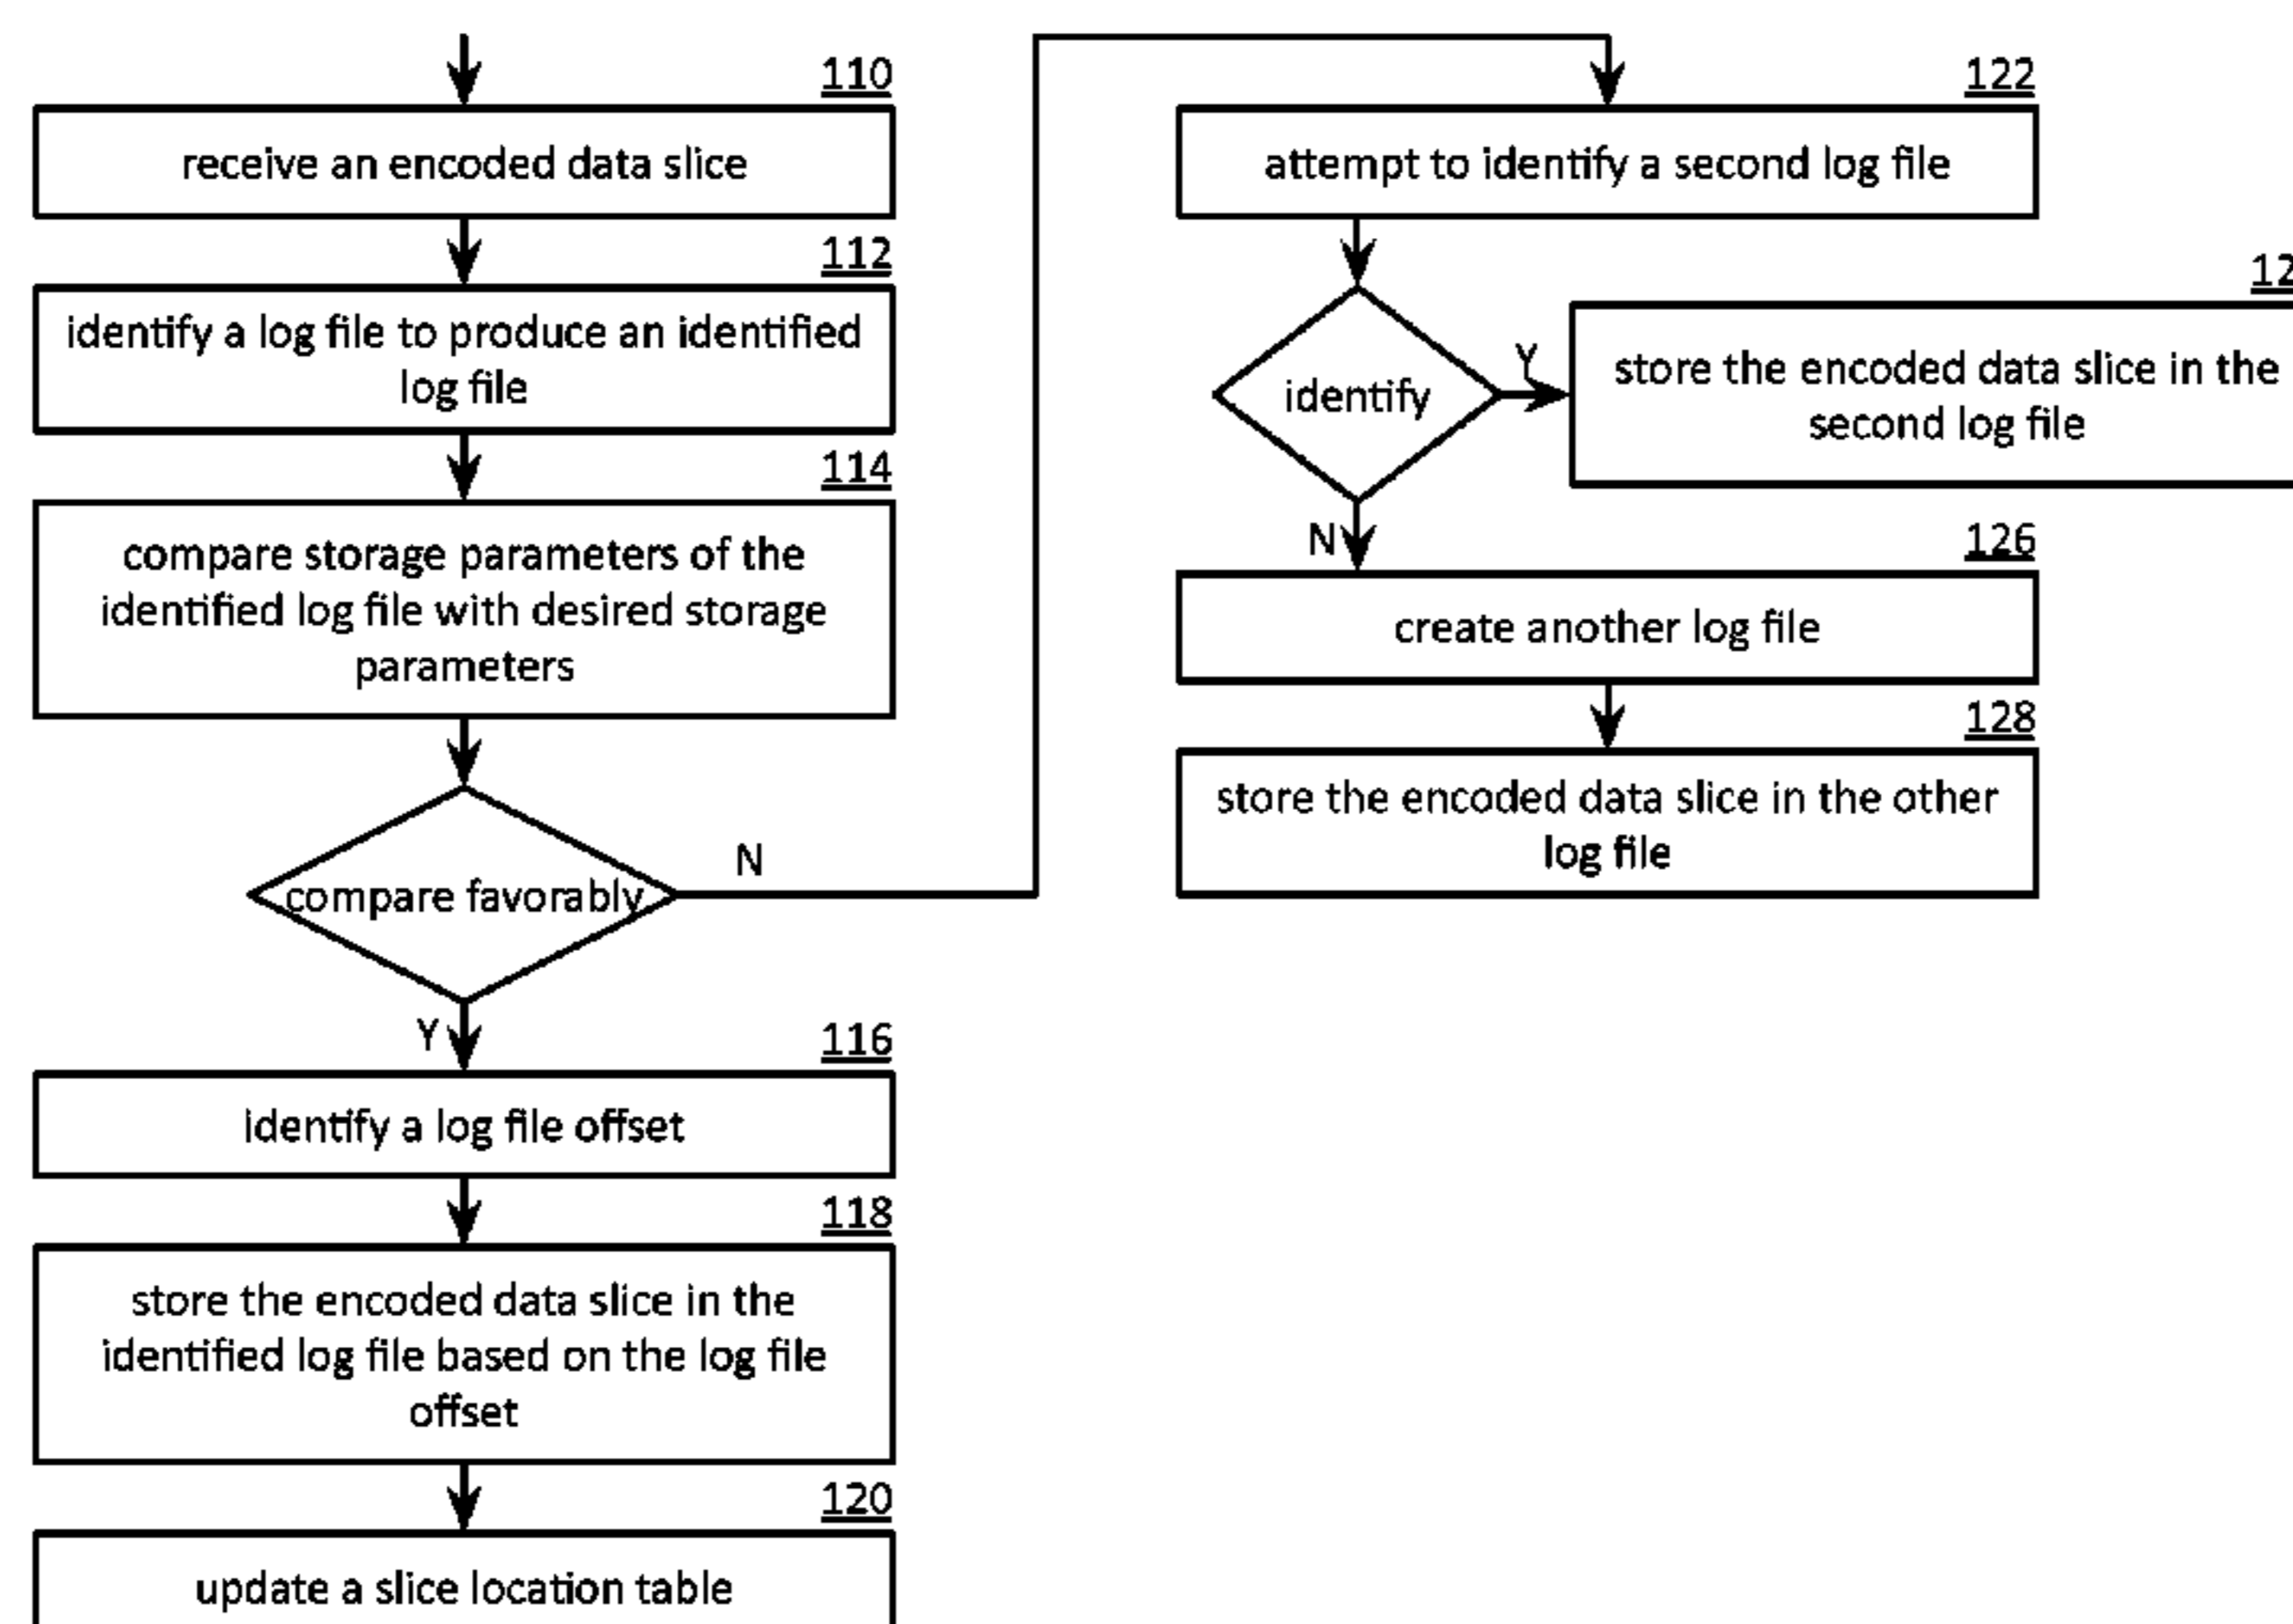 110
receive an encoded data slice
112
identify a log file to produce an identified
log file
114
compare storage parameters of the
identified log file with desired storage
parameters
compare favorably
N
Y
116
identify a log file offset
118
store the encoded data slice in the
identified log file based on the log file
offset
120
update a slice location table
122
attempt to identify a second log file
identify
Y
store the encoded data slice in the
second log file
N
126
create another log file
128
store the encoded data slice in the other
log file